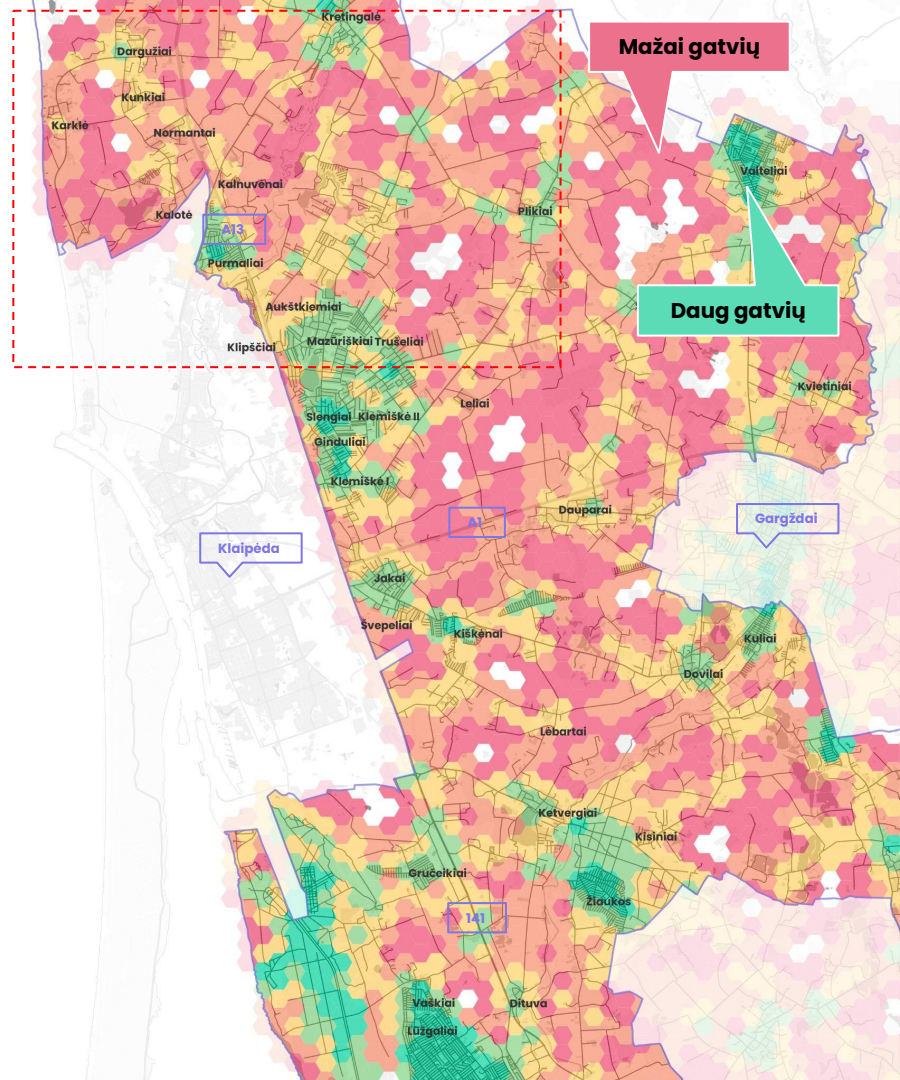 Kretingalė
Mažai gatvių
Dargužiai
Kunkiai
Karklė
Normantai
Vaiteliai
Kalnuvėnai
Kalotė
Plikiai
A13
Purmaliai
Aukštkiemiai
Daug gatvių
Mazūriškiai
Trušeliai
Klipščiai
Kvietiniai
Leliai
Slengiai
Klemiškė II
Ginduliai
Klemiškė I
Dauparai
A1
Gargždai
Klaipėda
Jakai
Švepeliai
Kiškėnai
Kuliai
Dovilai
Lėbartai
Ketvergiai
Kisiniai
Gručeikiai
Žiaukos
141
Vaškiai
Dituva
Lūžgaliai